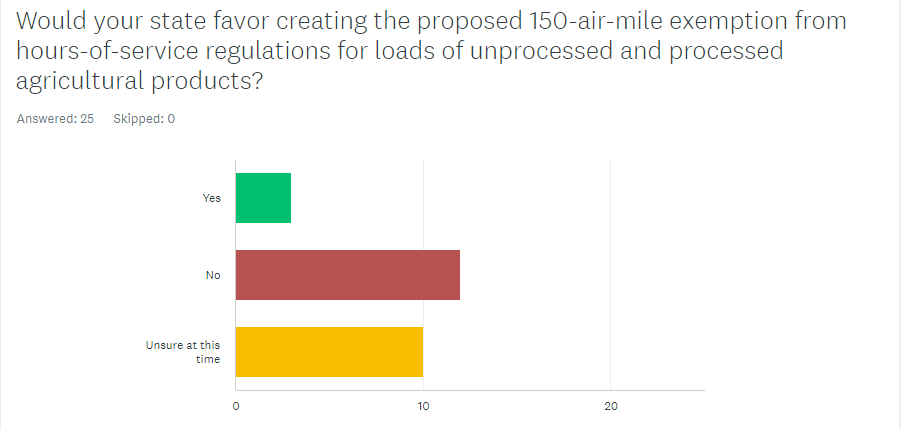 Would your state favor creating the proposed 150-air-mile exemption from
hours-of-service regulations for loads of unprocessed and processed
agricultural products?
Answered: 25 Skipped: 0
Yes
No
Unsure at this
time
0 10 20